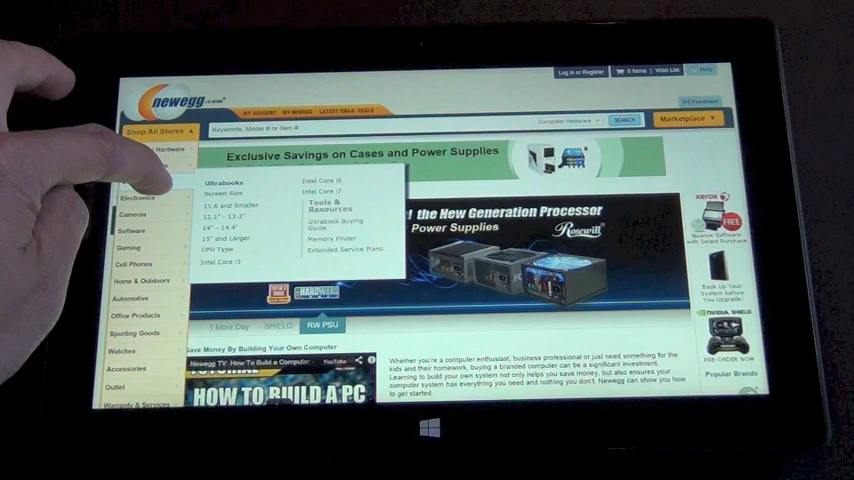 Log in or Register
0 Items
Wish List
Help
newegg.com
MY ACCOUNT
MY NEWEGG
LATEST EMAIL DEALS
[+] Feedback
Shop All Stores
Keywords, Model # or Item #
Computer Hardware
SEARCH
Marketplace
Hardware
Exclusive Savings on Cases and Power Supplies
Electronics
Cameras
Software
Gaming
Cell Phones
Home & Outdoors
Automotive
Office Products
Sporting Goods
Watches
Accessories
Outlet
Warranty & Services
Ultrabooks
Screen Size
11.6 and Smaller
12.1" - 13.3"
14" - 14.4"
15" and Larger
CPU Type
Intel Core i3
Intel Core i5
Intel Core i7
Tools &
Resources
Ultrabook Buying
Guide
Memory Finder
Extended Service Plans
! the New Generation Processor
Power Supplies
Rosewill
HARDWARE
1 More Day
SHIELD
RW PSU
xerox
FREE
Nuance Software
with Select Purchase
Back Up Your
System before
You Upgrade!
NVIDIA SHIELD
PRE-ORDER NOW
Popular Brands
Save Money By Building Your Own Computer
Newegg TV: How To Build a Computer -
YouTube
TUTORIAL
HOW TO BUILD A PC
Whether you're a computer enthusiast, business professional or just need something for the
kids and their homework, buying a branded computer can be a significant investment.
Learning to build your own system not only helps you save money, but also ensures your
computer system has everything you need and nothing you don't. Newegg can show you how
to get started.